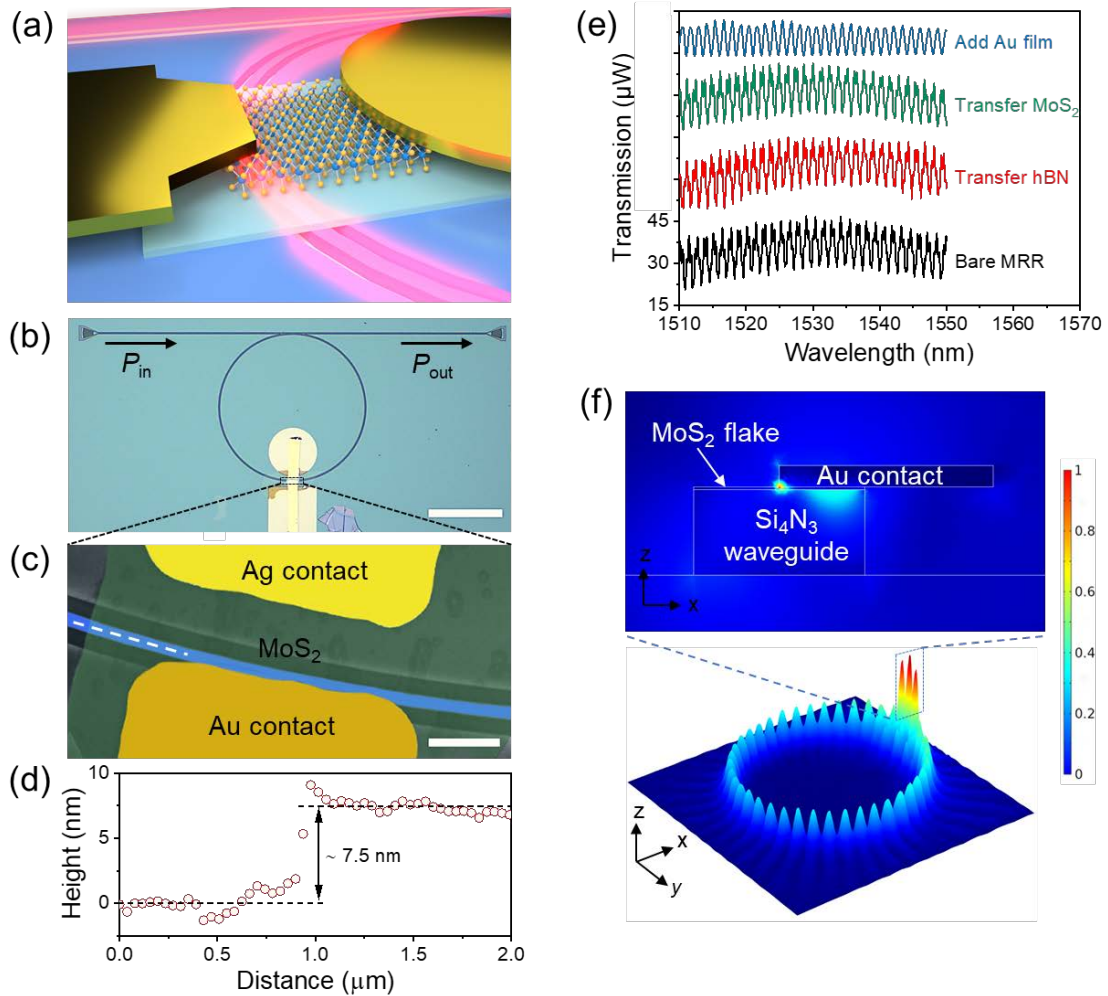 (a)
(b)
P_in
P_out
(c)
Ag contact
MoS₂
Au contact
(d)
10
5
0
Height (nm)
~ 7.5 nm
0.0 0.5 1.0 1.5 2.0
Distance (μm)
(e)
Transmission (μW)
45
30
15
Add Au film
Transfer MoS₂
Transfer hBN
Bare MRR
1510 1520 1530 1540 1550 1560 1570
Wavelength (nm)
(f)
MoS₂ flake
Au contact
Si₄N₃
waveguide
z
x
1
0.8
0.6
0.4
0.2
0
z
x
y